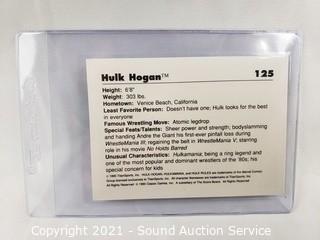 Hulk Hogan™ 125
Height: 6'8"
Weight: 303 lbs.
Hometown: Venice Beach, California
Least Favorite Person: Doesn't have one; Hulk looks for the best
in everyone
Famous Wrestling Move: Atomic legdrop
Special Feats/Talents: Sheer power and strength; bodyslamming
and handing Andre the Giant his first-ever pinfall loss during
WrestleMania III; regaining the belt in WrestleMania V; starring
role in his movie No Holds Barred
Unusual Characteristics: Hulkamania; being a living legend and
one of the most popular and dominant wrestlers of the '80s; his
special concern for kids
Copyright 2021 - Sound Auction Service